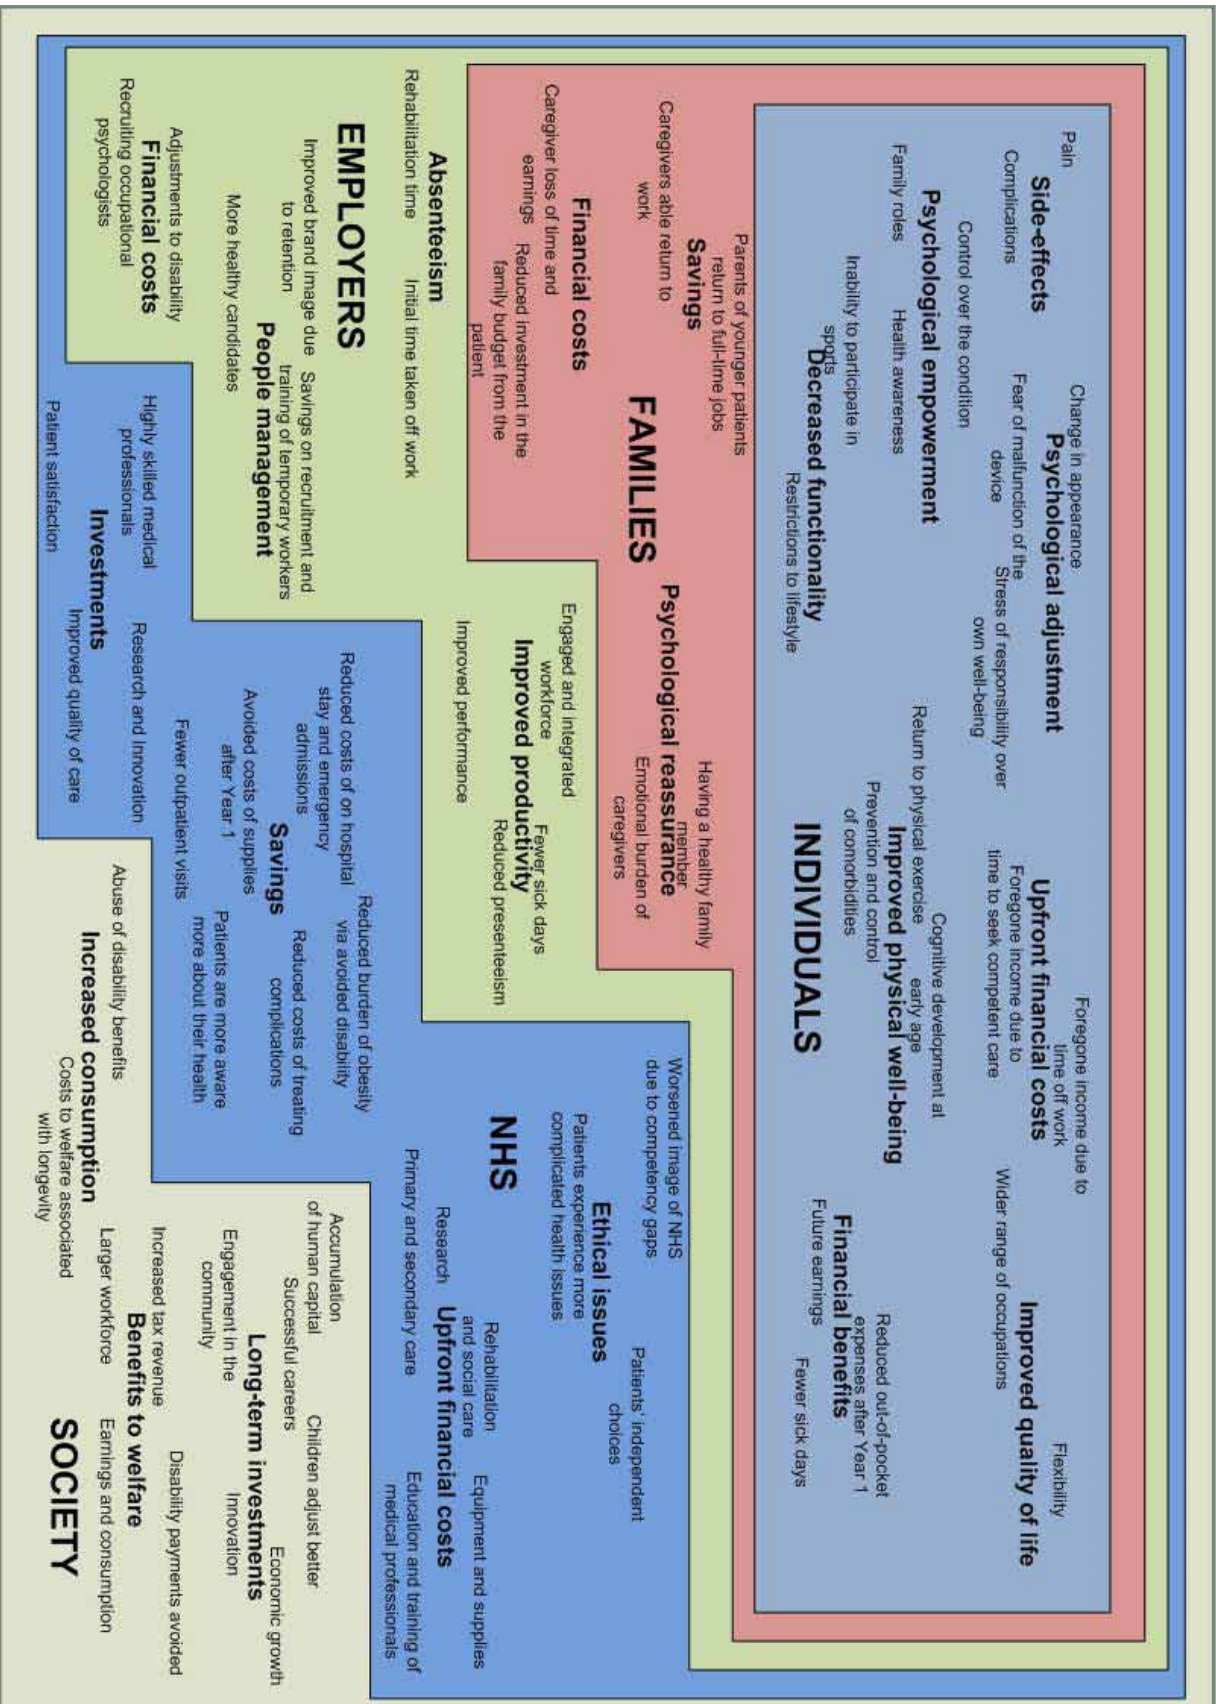 Pain
Side-effects
Complications
Change in appearance
Psychological adjustment
Fear of malfunction of the
device
Stress of responsibility over
own well-being
Foregone income due to
time off work
Upfront financial costs
Foregone income due to
time to seek competent care
Flexibility
Improved quality of life
Wider range of occupations
Control over the condition
Psychological empowerment
Family roles
Health awareness
Return to physical exercise
Cognitive development at
early age
Improved physical well-being
Prevention and control
of comorbidities
Reduced out-of-pocket
expenses after Year 1
Financial benefits
Future earnings
Fewer sick days
Inability to participate in
sports
Decreased functionality
Restrictions to lifestyle
INDIVIDUALS
Parents of younger patients
return to full-time jobs
Savings
Caregivers able return to
work
Having a healthy family
member
Psychological reassurance
Emotional burden of
caregivers
FAMILIES
Financial costs
Caregiver loss of time and
earnings
Reduced investment in the
family budget from the
patient
Engaged and integrated
workforce
Fewer sick days
Improved productivity
Reduced presenteeism
Improved performance
Absenteeism
Rehabilitation time
Initial time taken off work
EMPLOYERS
Improved brand image due
to retention
Savings on recruitment and
training of temporary workers
People management
More healthy candidates
Adjustments to disability
Financial costs
Recruiting occupational
psychologists
Worsened image of NHS
due to competency gaps
Patients' independent
choices
Ethical issues
Patients experience more
complicated health issues
NHS
Rehabilitation
and social care
Equipment and supplies
Research
Upfront financial costs
Primary and secondary care
Education and training of
medical professionals
Reduced burden of obesity
via avoided disability
Reduced costs of on hospital
stay and emergency
admissions
Reduced costs of treating
complications
Savings
Avoided costs of supplies
after Year 1
Patients are more aware
more about their health
Fewer outpatient visits
Highly skilled medical
professionals
Research and Innovation
Investments
Patient satisfaction
Improved quality of care
Accumulation
of human capital
Children adjust better
Successful careers
Economic growth
Long-term investments
Engagement in the
community
Innovation
Disability payments avoided
Increased tax revenue
Benefits to welfare
Larger workforce
Earnings and consumption
Abuse of disability benefits
Increased consumption
Costs to welfare associated
with longevity
SOCIETY